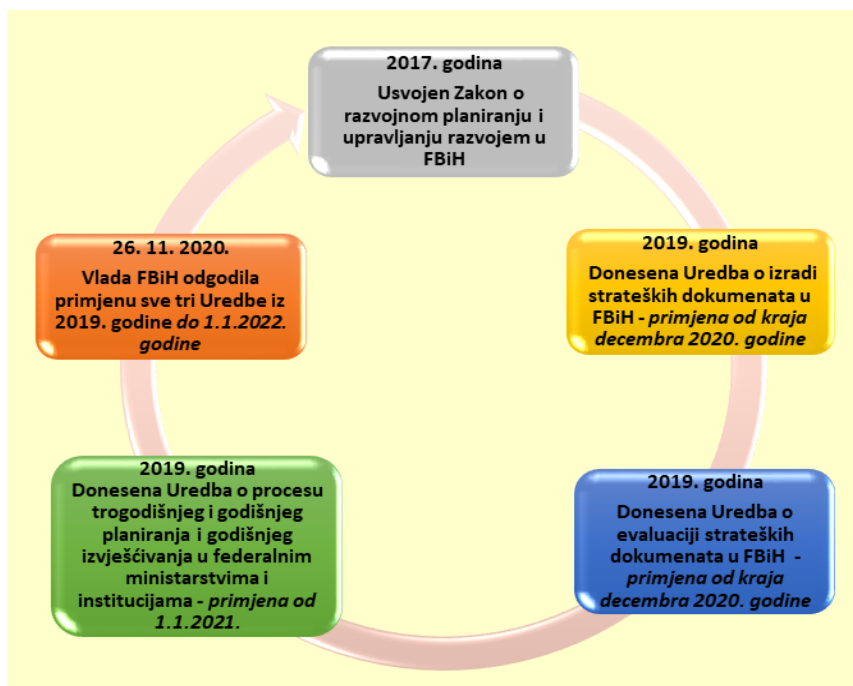 2017. godina
Usvojen Zakon o
razvojnom planiranju i
upravljanju razvojem u
FBiH
2019. godina
Donesena Uredba o izradi
strateških dokumenata u
FBiH - primjena od kraja
decembra 2020. godine
2019. godina
Donesena Uredba o
evaluaciji strateških
dokumenata u FBiH -
primjena od kraja
decembra 2020. godine
2019. godina
Donesena Uredba o procesu
trogodišnjeg i godišnjeg
planiranja i godišnjeg
izvješćivanja u federalnim
ministarstvima i
institucijama - primjena od
1.1.2021.
26. 11. 2020.
Vlada FBiH odgodila
primjenu sve tri Uredbe iz
2019. godine do 1.1.2022.
godine